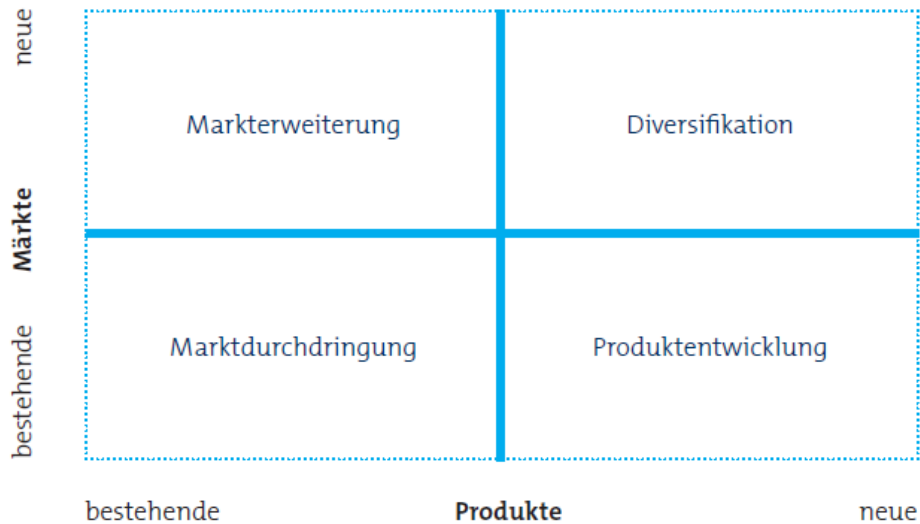 neue
Markterweiterung
Diversifikation
Märkte
Marktdurchdringung
Produktentwicklung
bestehende
bestehende
Produkte
neue